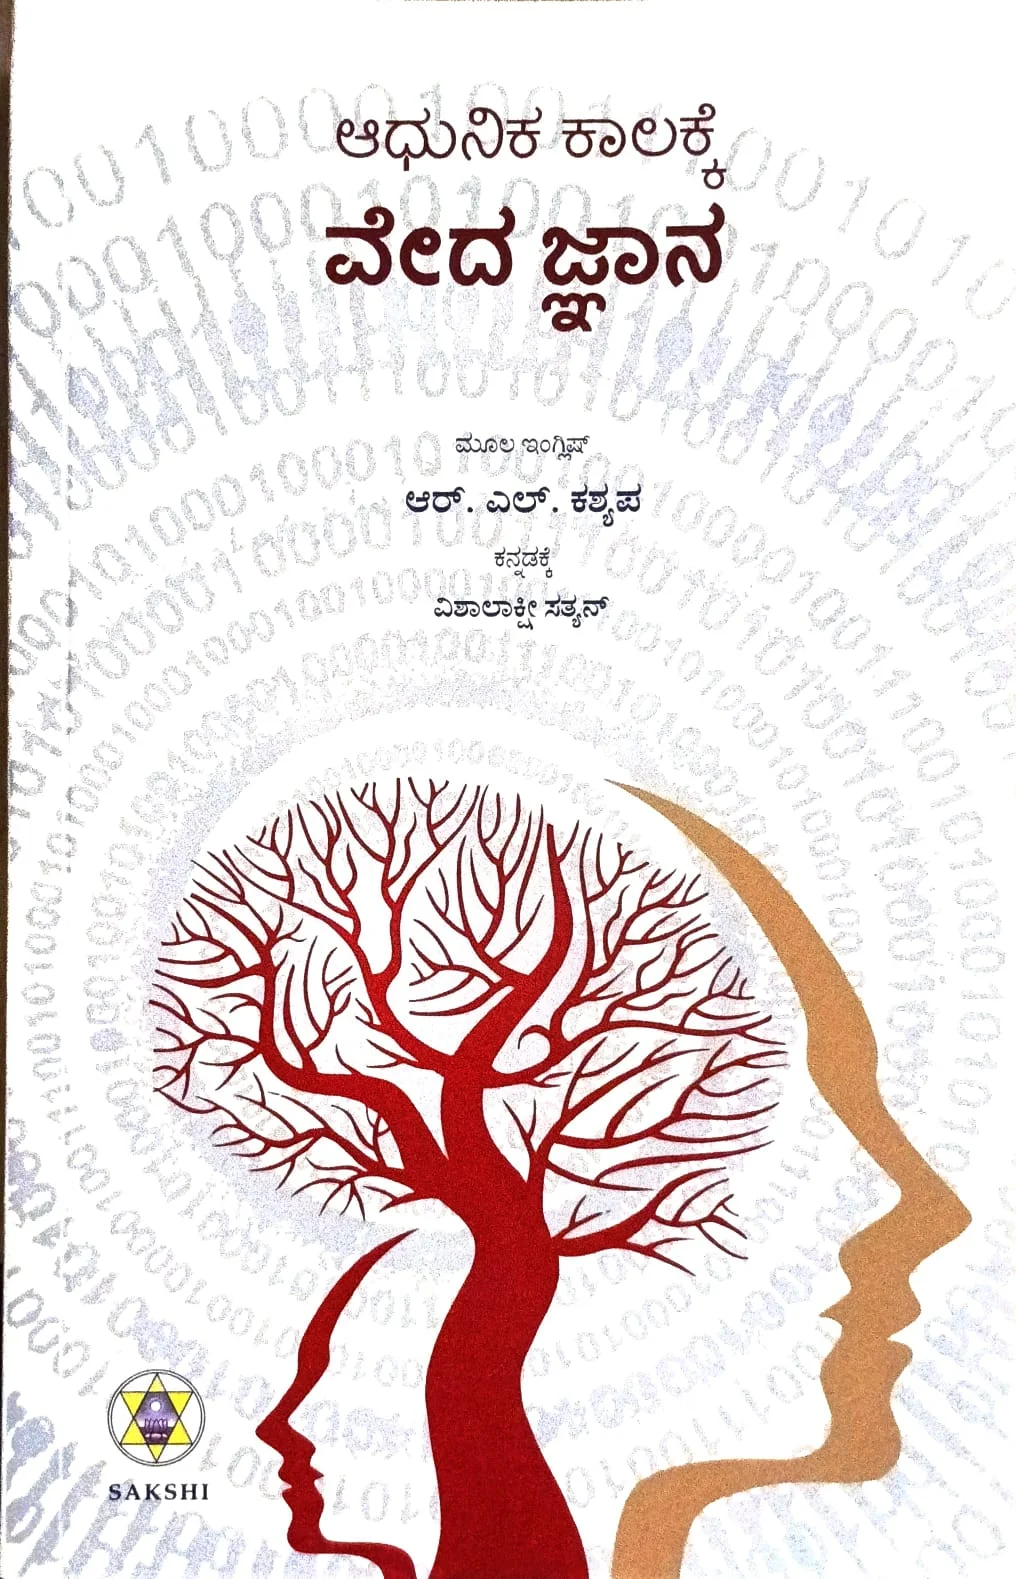 ಆಧುನಿಕ ಕಾಲಕ್ಕೆ
ವೇದ ಜ್ಞಾನ
ಮೂಲ ಇಂಗ್ಲಿಷ್
ಆರ್. ಎಲ್. ಕಶ್ಯಪ
ಕನ್ನಡಕ್ಕೆ
ವಿಶಾಲಾಕ್ಷೀ ಸತ್ಯನ್
SAKSHI